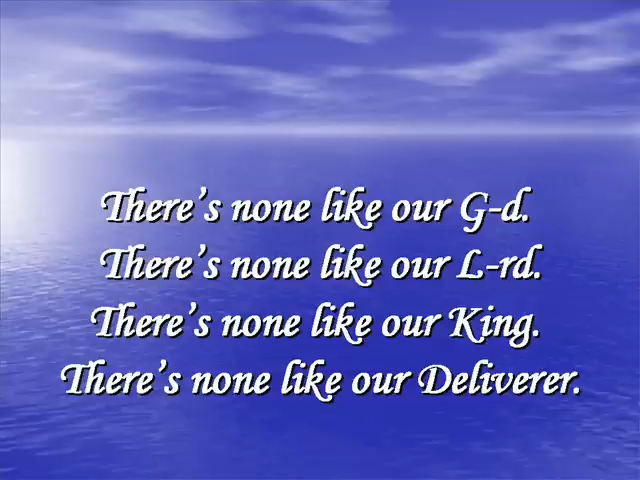 There’s none like our G-d.
There’s none like our L-rd.
There’s none like our King.
There’s none like our Deliverer.